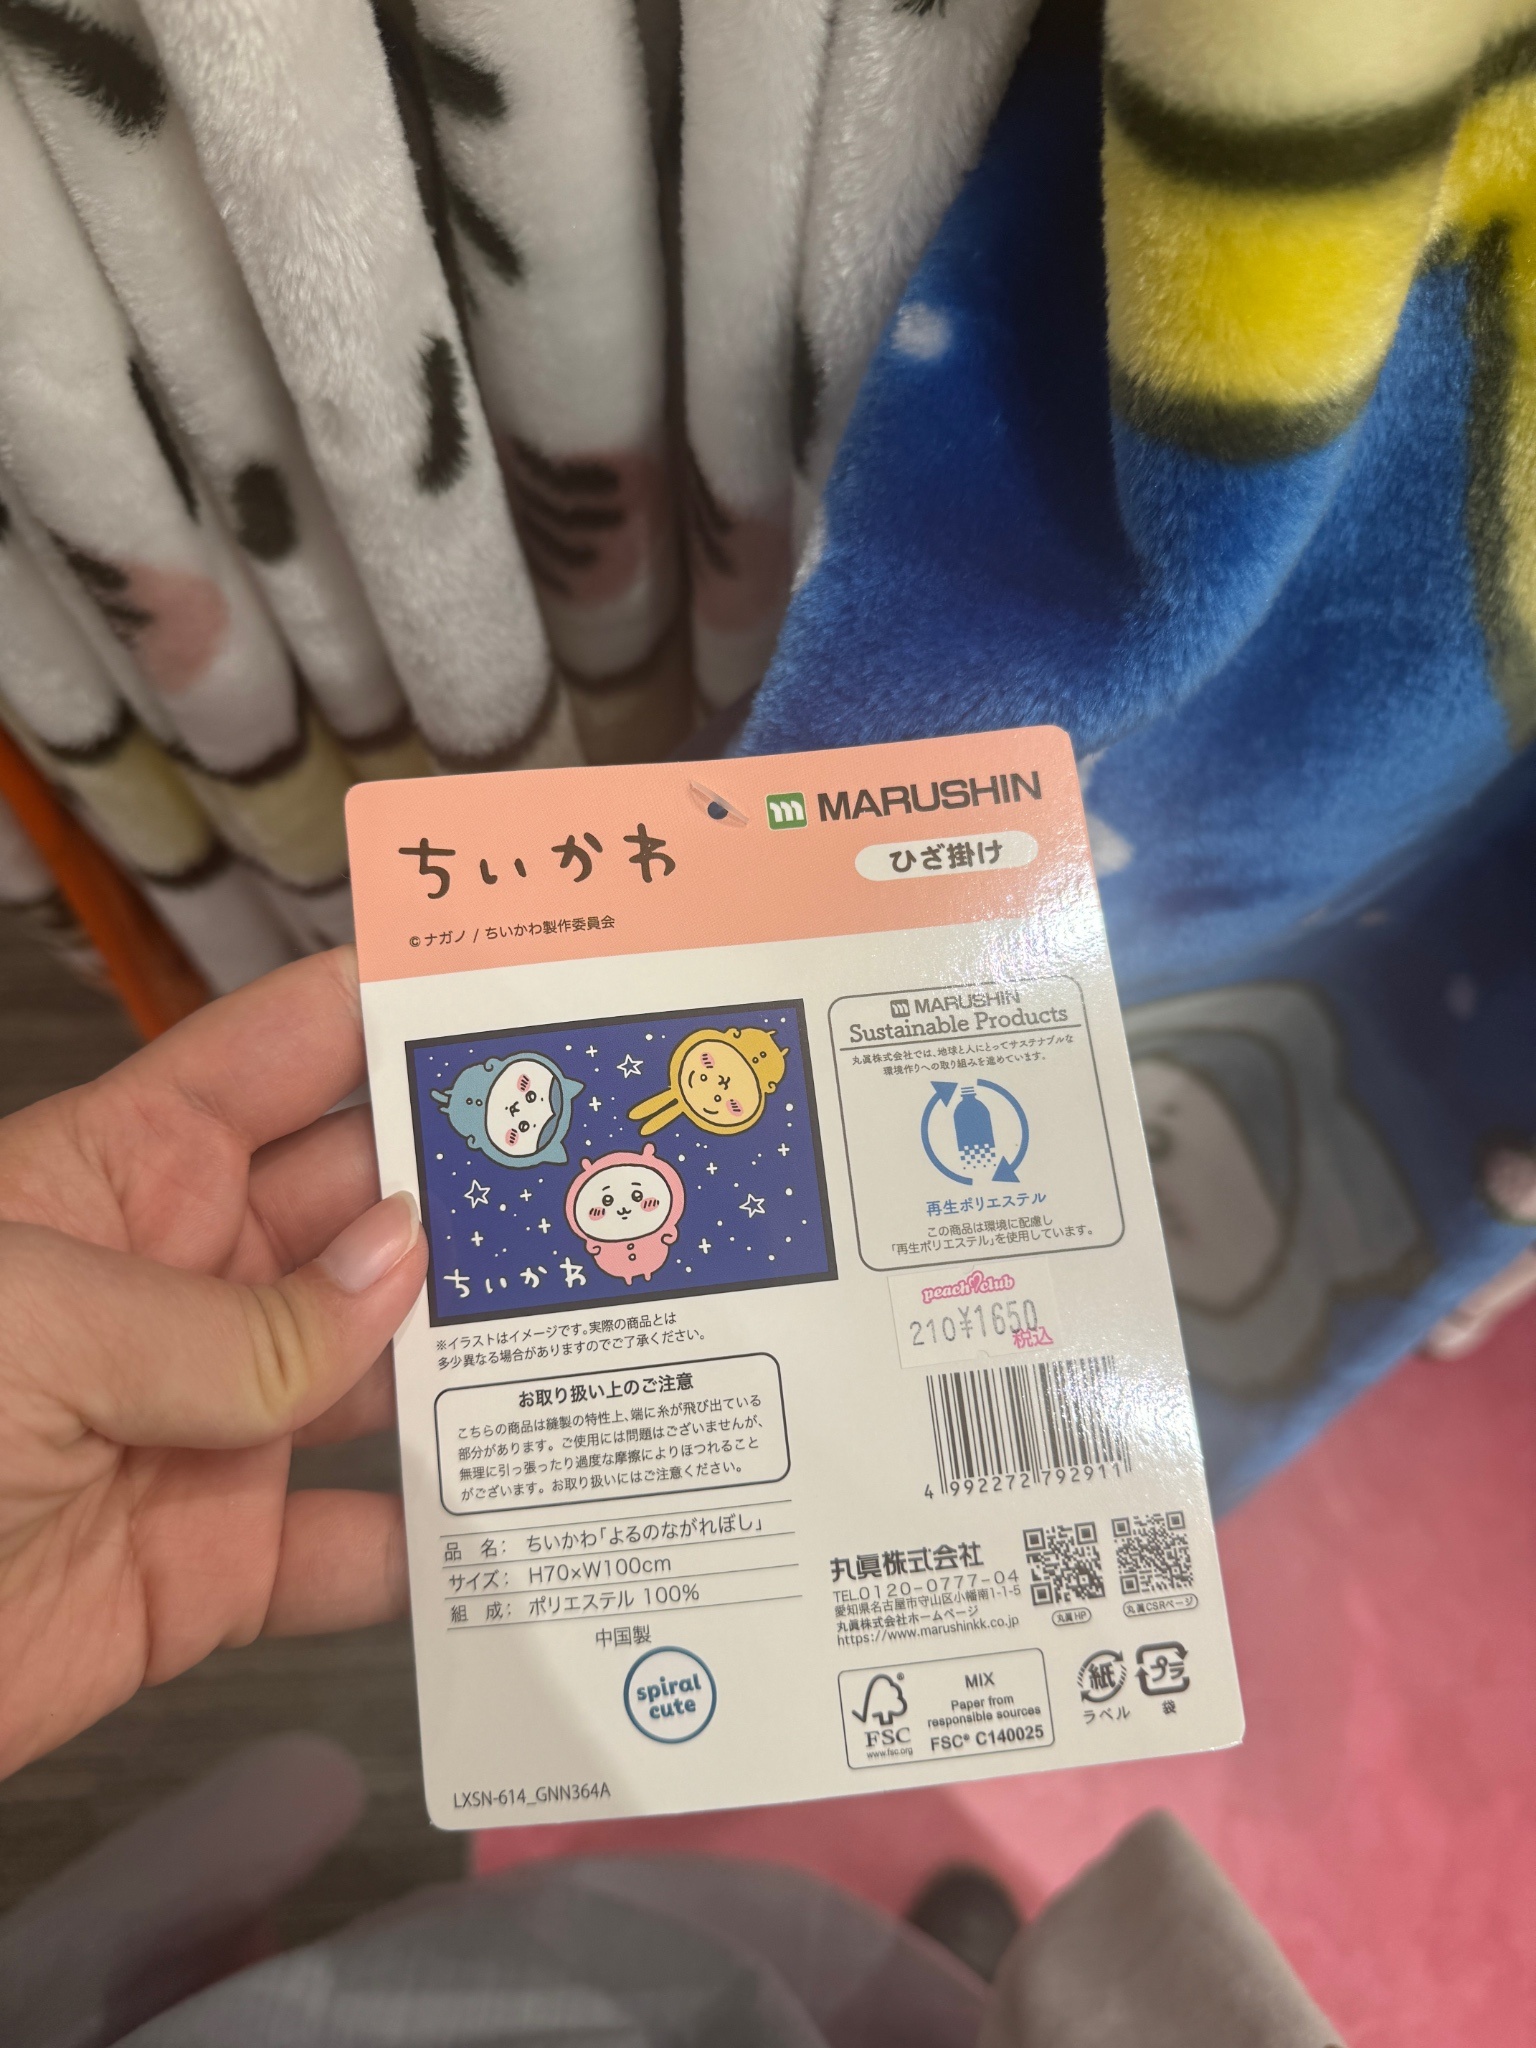 ちいかわ
©ナガノ / ちいかわ製作委員会
MARUSHIN
ひざ掛け
ちいかわ
※イラストはイメージです。実際の商品とは
多少異なる場合がありますのでご了承ください。
お取り扱い上のご注意
こちらの商品は縫製の特性上、端に糸が飛び出ている
部分があります。ご使用には問題はございませんが、
無理に引っ張ったり過度な摩擦によりほつれること
がございます。お取り扱いにはご注意ください。
品 名: ちいかわ「よるのながれぼし」
サイズ: H70×W100cm
組 成: ポリエステル 100%
中国製
spiral
cute
LXSN-614_GNN364A
MARUSHIN
Sustainable Products
丸眞株式会社では、地球と人にとってサステナブルな
環境作りへの取り組みを進めています。
再生ポリエステル
この商品は環境に配慮し
「再生ポリエステル」を使用しています。
peach club
210¥1650
税込
4 992272 792911
丸眞株式会社
TEL.0120-0777-04
愛知県名古屋市守山区小幡南1-1-5
丸眞株式会社ホームページ
https://www.marushinkk.co.jp
丸眞HP
丸眞CSRページ
FSC®
www.fsc.org
MIX
Paper from
responsible sources
FSC® C140025
紙
ラベル
プラ
袋